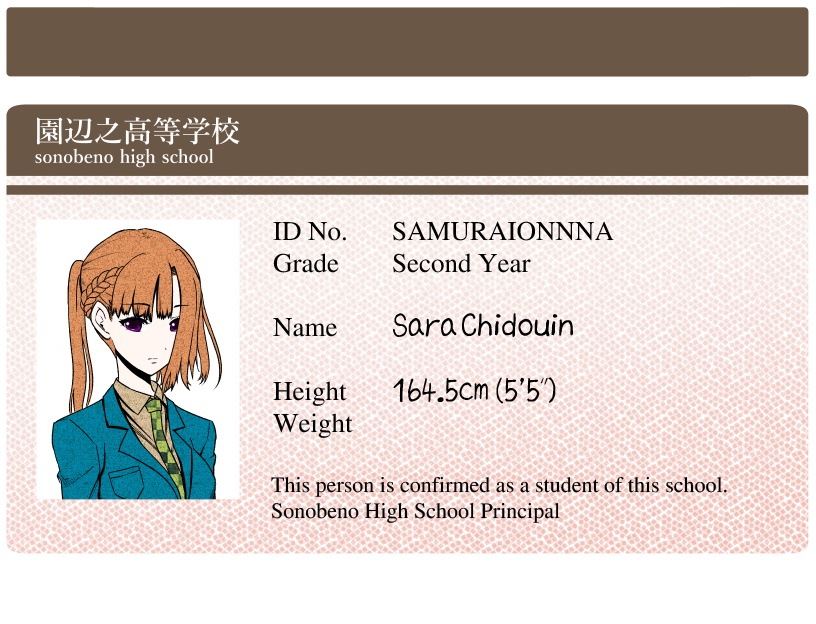 園辺之高等学校
sonobeno high school
ID No. SAMURAIONNNA
Grade Second Year
Name Sara Chidouin
Height 164.5cm (5'5")
Weight
This person is confirmed as a student of this school.
Sonobeno High School Principal